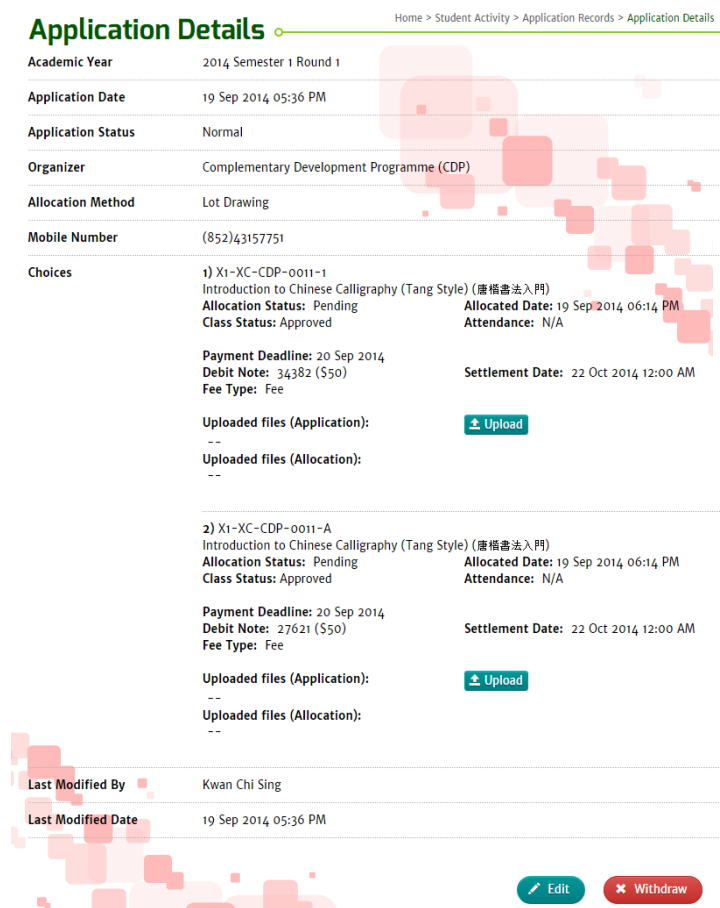 Application Details
Home > Student Activity > Application Records > Application Details
Academic Year 2014 Semester 1 Round 1
Application Date 19 Sep 2014 05:36 PM
Application Status Normal
Organizer Complementary Development Programme (CDP)
Allocation Method Lot Drawing
Mobile Number (852)43157751
Choices 1) X1-XC-CDP-0011-1
Introduction to Chinese Calligraphy (Tang Style) (唐楷書法入門)
Allocation Status: Pending Allocated Date: 19 Sep 2014 06:14 PM
Class Status: Approved Attendance: N/A
Payment Deadline: 20 Sep 2014
Debit Note: 34382 ($50) Settlement Date: 22 Oct 2014 12:00 AM
Fee Type: Fee
Uploaded files (Application): Upload
--
Uploaded files (Allocation):
--
2) X1-XC-CDP-0011-A
Introduction to Chinese Calligraphy (Tang Style) (唐楷書法入門)
Allocation Status: Pending Allocated Date: 19 Sep 2014 06:14 PM
Class Status: Approved Attendance: N/A
Payment Deadline: 20 Sep 2014
Debit Note: 27621 ($50) Settlement Date: 22 Oct 2014 12:00 AM
Fee Type: Fee
Uploaded files (Application): Upload
--
Uploaded files (Allocation):
--
Last Modified By Kwan Chi Sing
Last Modified Date 19 Sep 2014 05:36 PM
Edit Withdraw